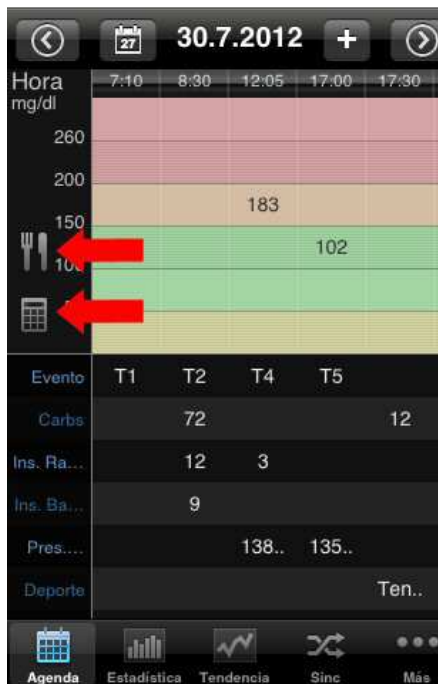 27 30.7.2012 +
Hora 7:10 8:30 12:05 17:00 17:30
mg/dl
260
200
183
150
102
Evento T1 T2 T4 T5
Carbs 72 12
Ins. Ra... 12 3
Ins. Ba... 9
Pres.... 138.. 135..
Deporte Ten..
Agenda Estadística Tendencia Sinc Más